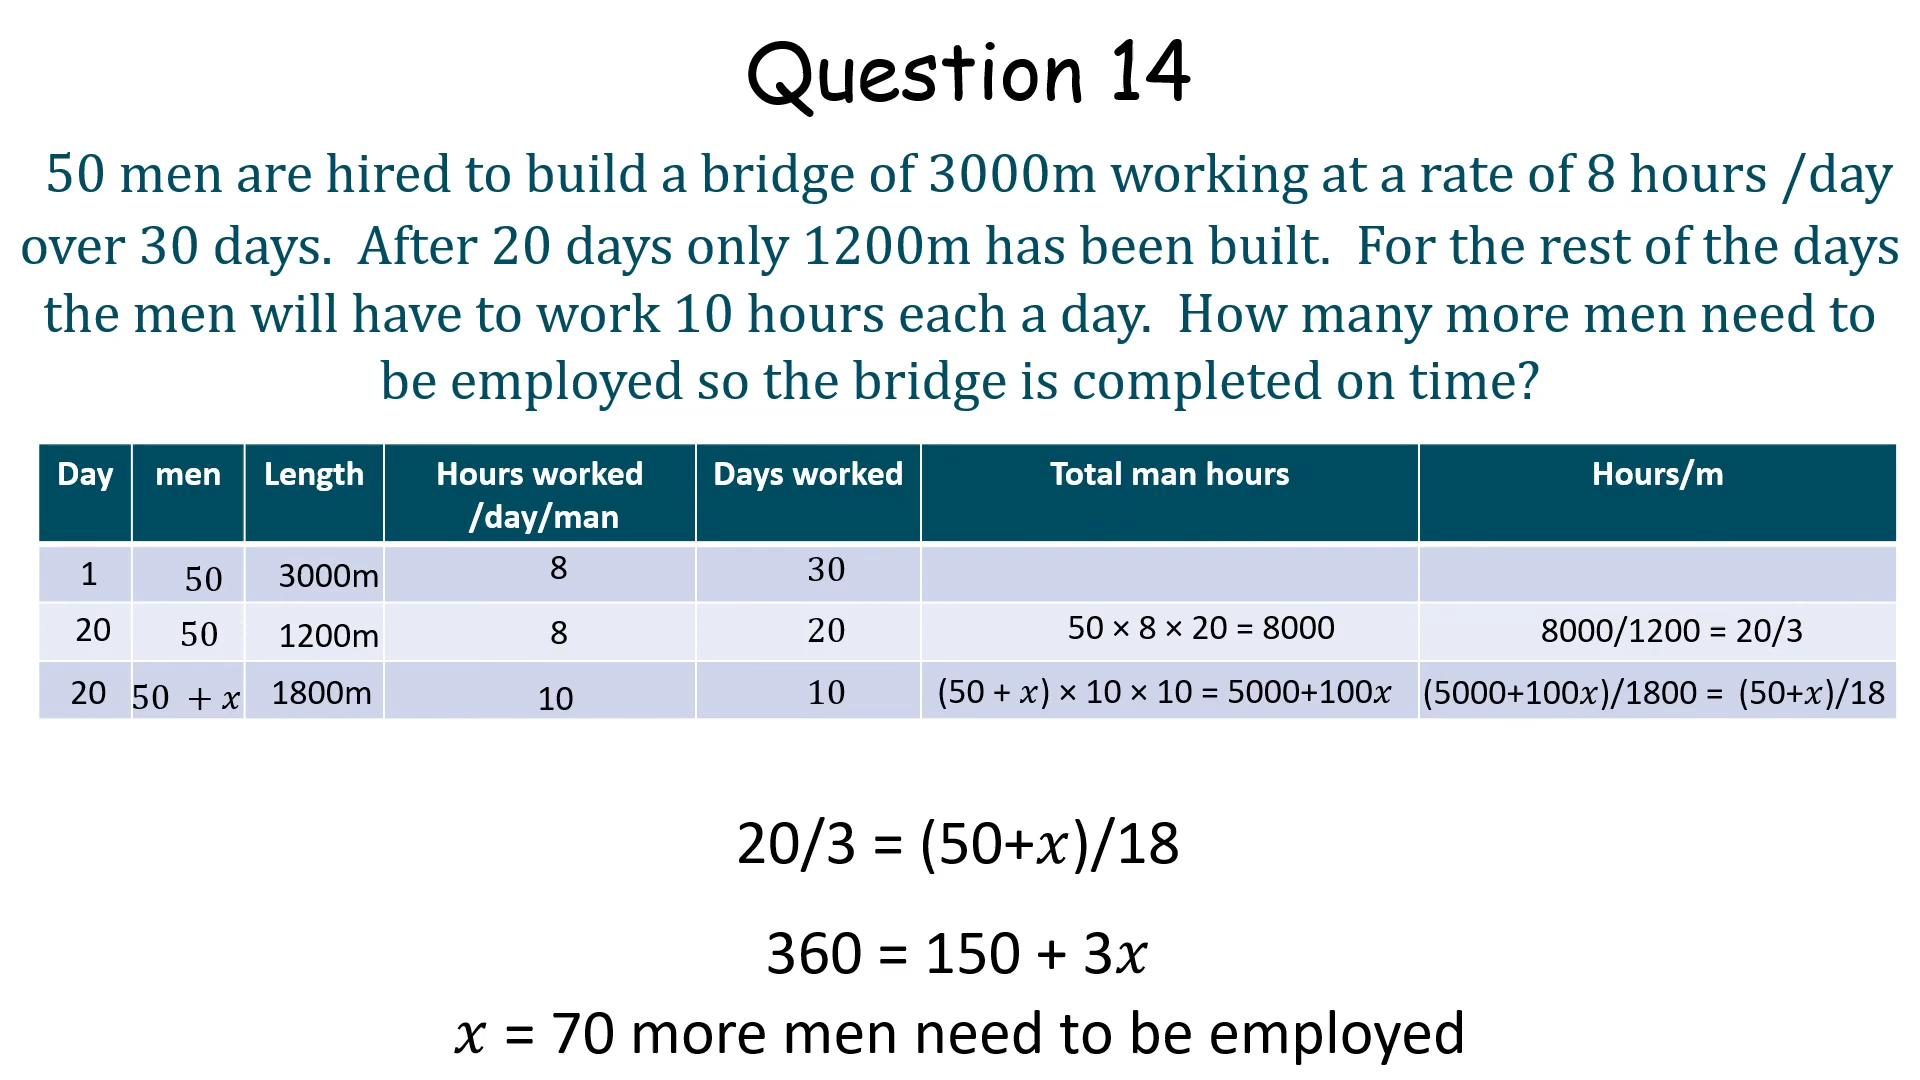 Question 14
50 men are hired to build a bridge of 3000m working at a rate of 8 hours /day
over 30 days. After 20 days only 1200m has been built. For the rest of the days
the men will have to work 10 hours each a day. How many more men need to
be employed so the bridge is completed on time?
Day men Length Hours worked /day/man Days worked Total man hours Hours/m
1 50 3000m 8 30
20 50 1200m 8 20 50 × 8 × 20 = 8000 8000/1200 = 20/3
20 50 + 𝑥 1800m 10 10 (50 + 𝑥) × 10 × 10 = 5000+100𝑥 (5000+100𝑥)/1800 = (50+𝑥)/18
20/3 = (50+𝑥)/18
360 = 150 + 3𝑥
𝑥 = 70 more men need to be employed